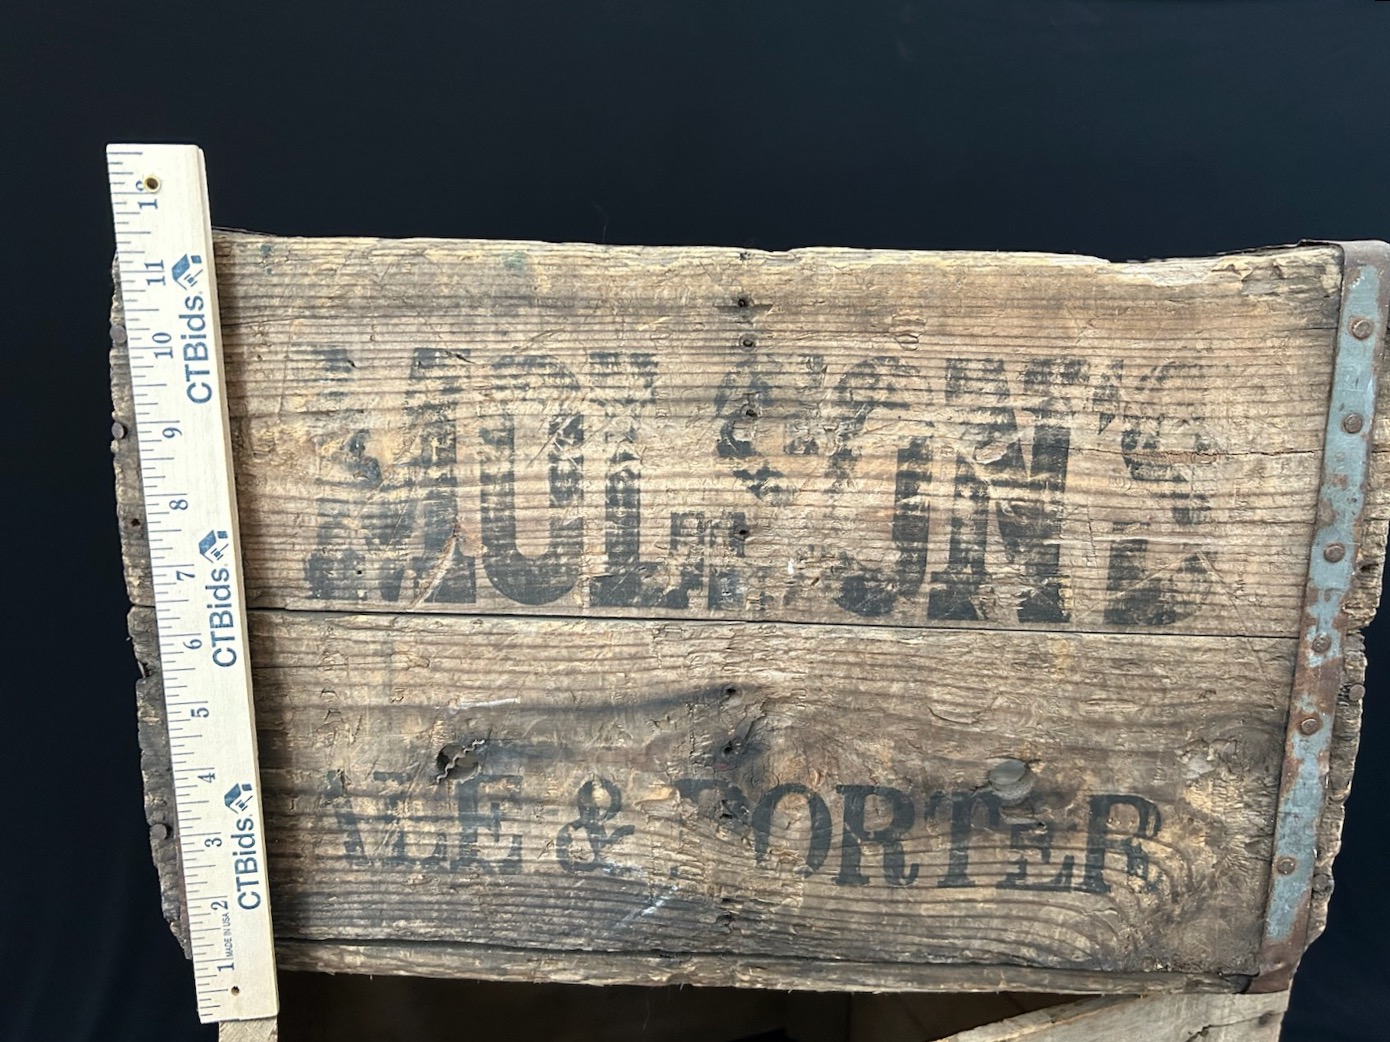 MOLSON'S
ALE & PORTER
12
11
10
9
8
7
6
5
4
3
2
1
CTBids.
CTBids.
CTBids.
MADE IN USA